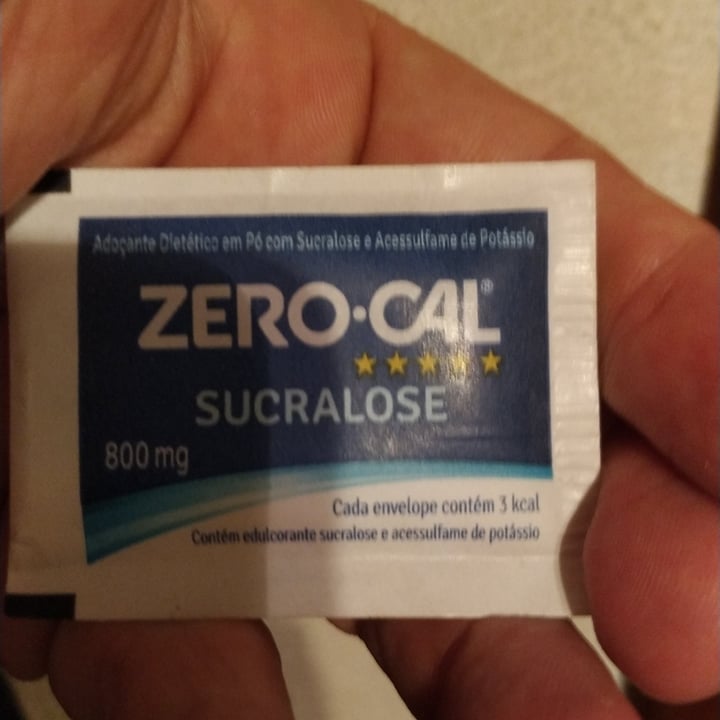 Adoçante Dietético em Pó com Sucralose e Acessulfame de Potássio
ZERO·CAL®
SUCRALOSE
800 mg
Cada envelope contém 3 kcal
Contém edulcorante sucralose e acessulfame de potássio